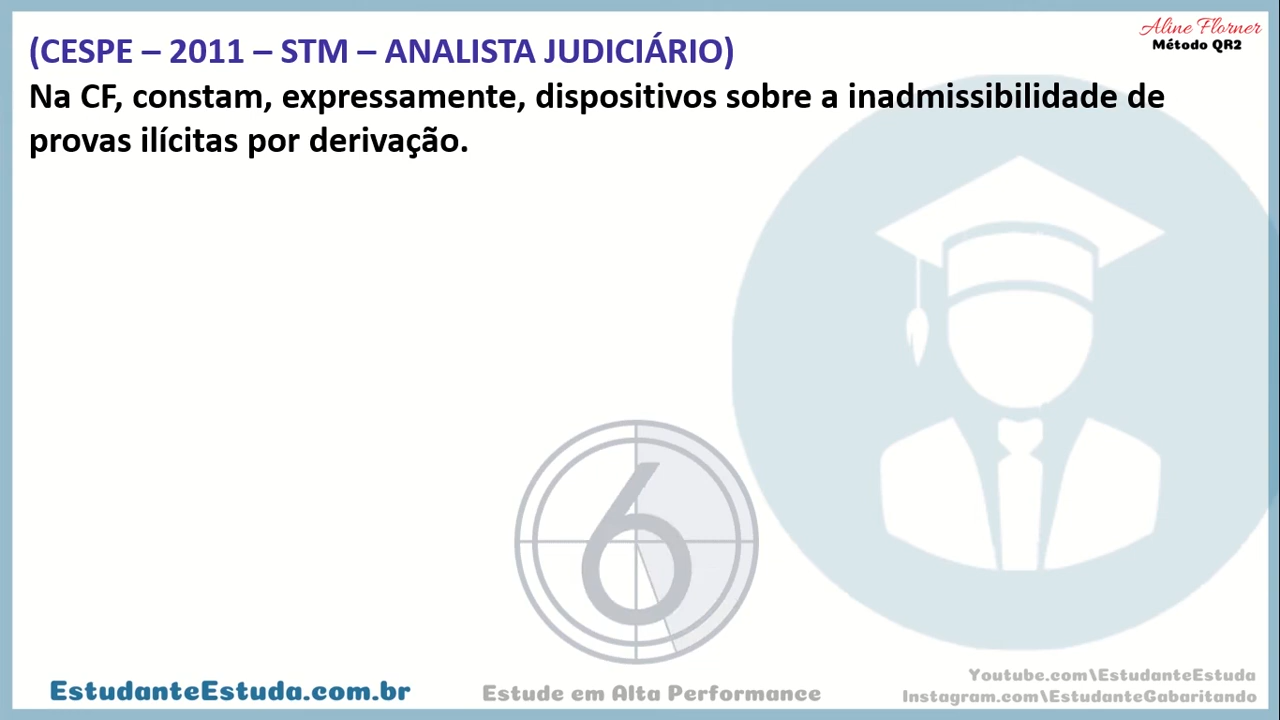 Aline Florner
Método QR2
(CESPE – 2011 – STM – ANALISTA JUDICIÁRIO)
Na CF, constam, expressamente, dispositivos sobre a inadmissibilidade de
provas ilícitas por derivação.
6
EstudanteEstuda.com.br
Estude em Alta Performance
Youtube.com\EstudanteEstuda
Instagram.com\EstudanteGabaritando